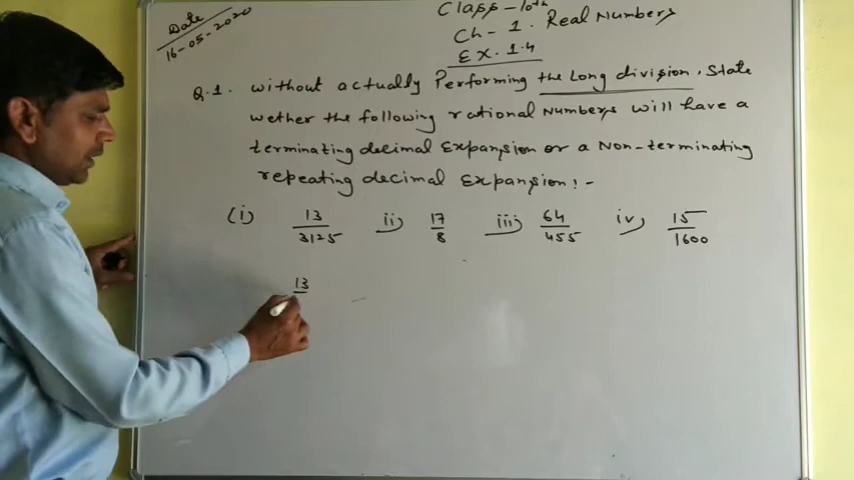 Date
16-05-2020
Class-10th
Ch-1. Real Numbers
Ex. 1.4
Q.1. without actually Performing the Long division, State
wether the following rational Numbers will have a
terminating decimal Expansion or a Non-terminating
repeating decimal Expansion:-
(i) 13/3125 ii) 17/8 iii) 64/455 iv) 15/1600
13